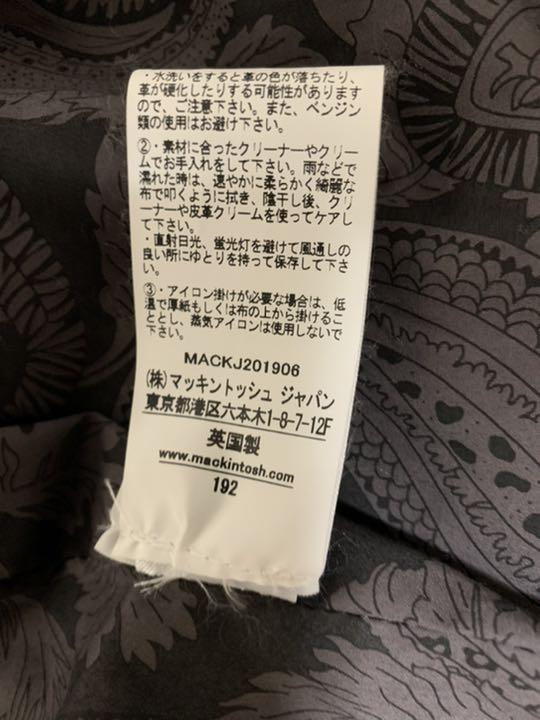 ・水洗いをすると革の色が落ちたり、
革が硬化したりする可能性があります
ので、ご注意下さい。また、ベンジン
類の使用はお避け下さい。
②・素材に合ったクリーナーやクリー
ムでお手入れをして下さい。雨などで
濡れた時は、速やかに柔らかく綺麗な
布で叩くように拭き、陰干し後、クリ
ーナーや皮革クリームを使ってケアし
て下さい。
・直射日光、蛍光灯を避けて風通しの
良い所にゆとりを持って保存して下さ
い。
③・アイロン掛けが必要な場合は、低
温で厚紙もしくは布の上から掛けるこ
ととし、蒸気アイロンは使用しないで
下さい。
MACKJ201906
(株)マッキントッシュ ジャパン
東京都港区六本木1-8-7-12F
英国製
www.mackintosh.com
192